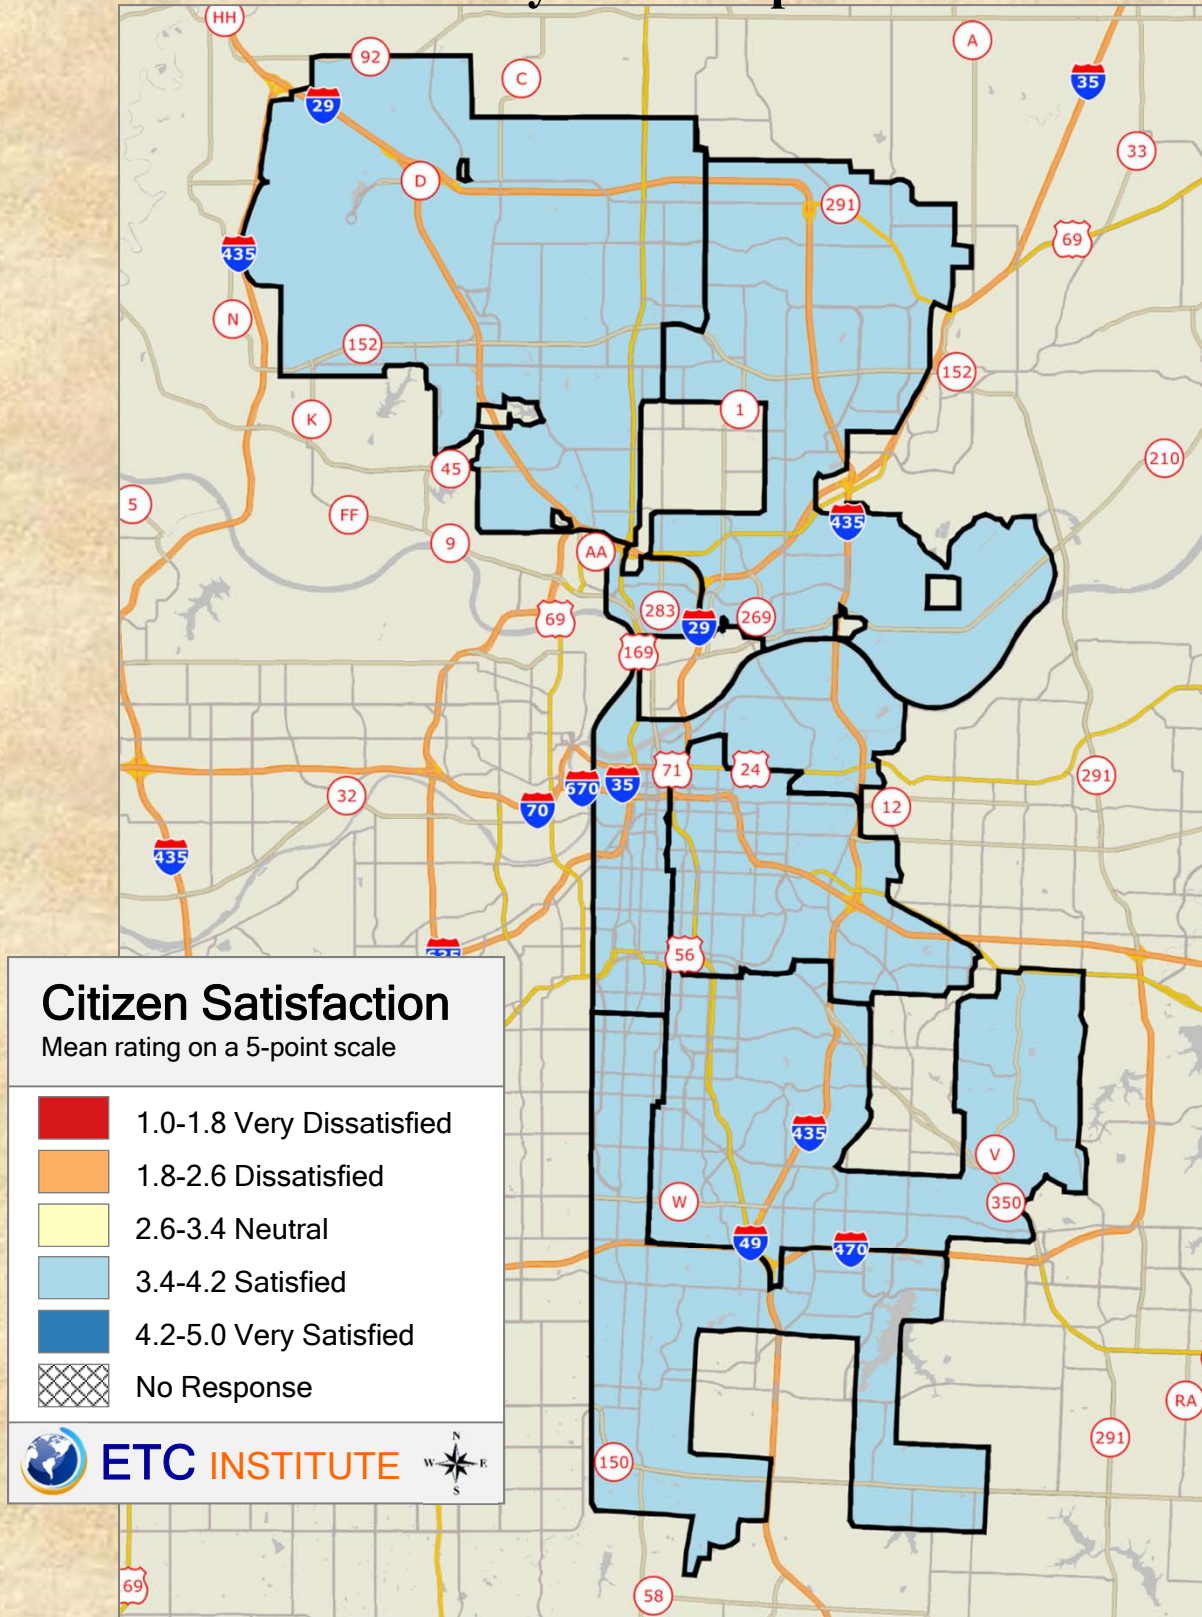 HH
92
C
A
35
29
33
D
291
69
435
N
152
152
K
1
45
210
5
FF
435
9
AA
283
269
69
29
169
71
24
291
670
35
32
70
12
435
56
635
Citizen Satisfaction
Mean rating on a 5-point scale
1.0-1.8 Very Dissatisfied
1.8-2.6 Dissatisfied
2.6-3.4 Neutral
3.4-4.2 Satisfied
4.2-5.0 Very Satisfied
No Response
ETC INSTITUTE
N
W E
S
435
V
W
350
49
470
RA
291
150
69
58